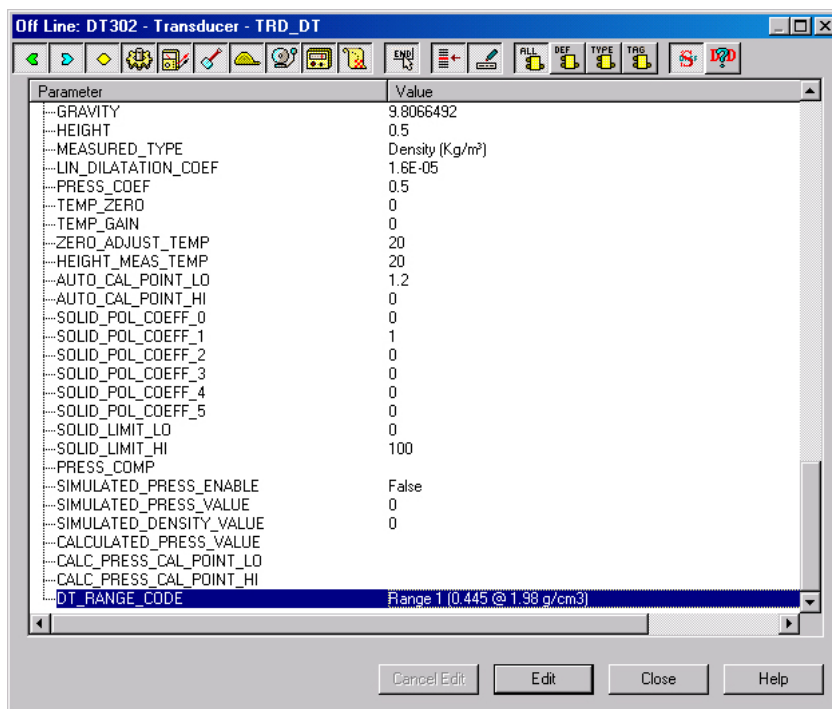 Off Line: DT302 - Transducer - TRD_DT
END ALL DEF TYPE TAG S D?D
Parameter Value
GRAVITY 9.8066492
HEIGHT 0.5
MEASURED_TYPE Density (Kg/m³)
LIN_DILATATION_COEF 1.6E-05
PRESS_COEF 0.5
TEMP_ZERO 0
TEMP_GAIN 0
ZERO_ADJUST_TEMP 20
HEIGHT_MEAS_TEMP 20
AUTO_CAL_POINT_LO 1.2
AUTO_CAL_POINT_HI 0
SOLID_POL_COEFF_0 0
SOLID_POL_COEFF_1 1
SOLID_POL_COEFF_2 0
SOLID_POL_COEFF_3 0
SOLID_POL_COEFF_4 0
SOLID_POL_COEFF_5 0
SOLID_LIMIT_LO 0
SOLID_LIMIT_HI 100
PRESS_COMP
SIMULATED_PRESS_ENABLE False
SIMULATED_PRESS_VALUE 0
SIMULATED_DENSITY_VALUE 0
CALCULATED_PRESS_VALUE
CALC_PRESS_CAL_POINT_LO
CALC_PRESS_CAL_POINT_HI
DT_RANGE_CODE Range 1 (0.445 @ 1.98 g/cm3)
Cancel Edit Edit Close Help